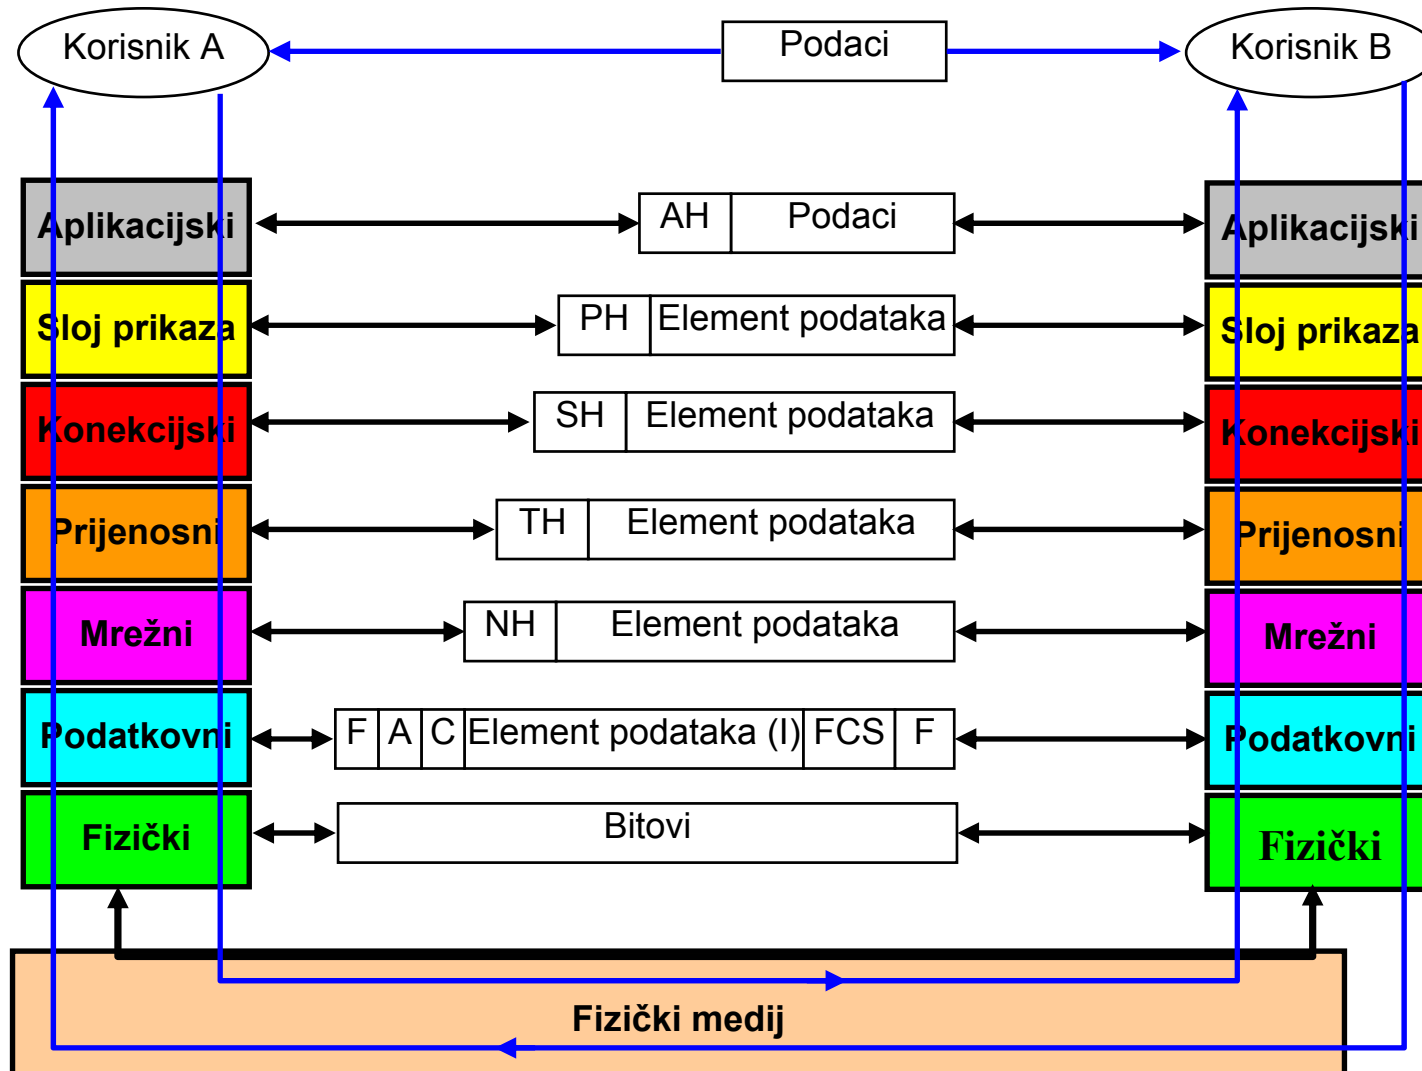 Korisnik A Podaci Korisnik B
Aplikacijski AH Podaci Aplikacijski
Sloj prikaza PH Element podataka Sloj prikaza
Konekcijski SH Element podataka Konekcijski
Prijenosni TH Element podataka Prijenosni
Mrežni NH Element podataka Mrežni
Podatkovni F A C Element podataka (I) FCS F Podatkovni
Fizički Bitovi Fizički
Fizički medij